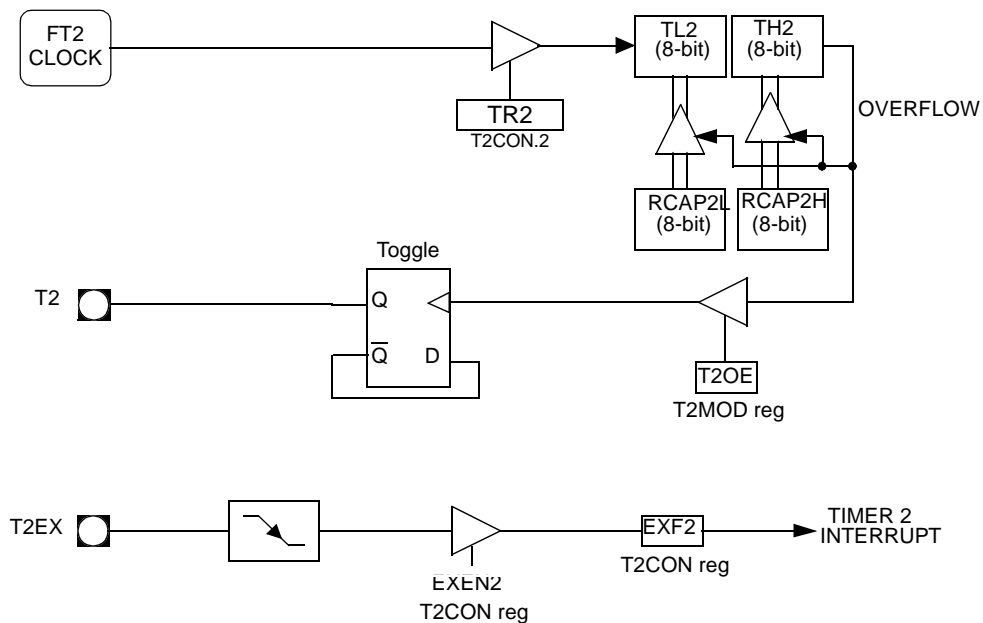 FT2
CLOCK
TL2
(8-bit)
TH2
(8-bit)
TR2
T2CON.2
OVERFLOW
RCAP2L
(8-bit)
RCAP2H
(8-bit)
Toggle
T2
Q
Q̅
D
T2OE
T2MOD reg
T2EX
EXEN2
T2CON reg
EXF2
T2CON reg
TIMER 2
INTERRUPT